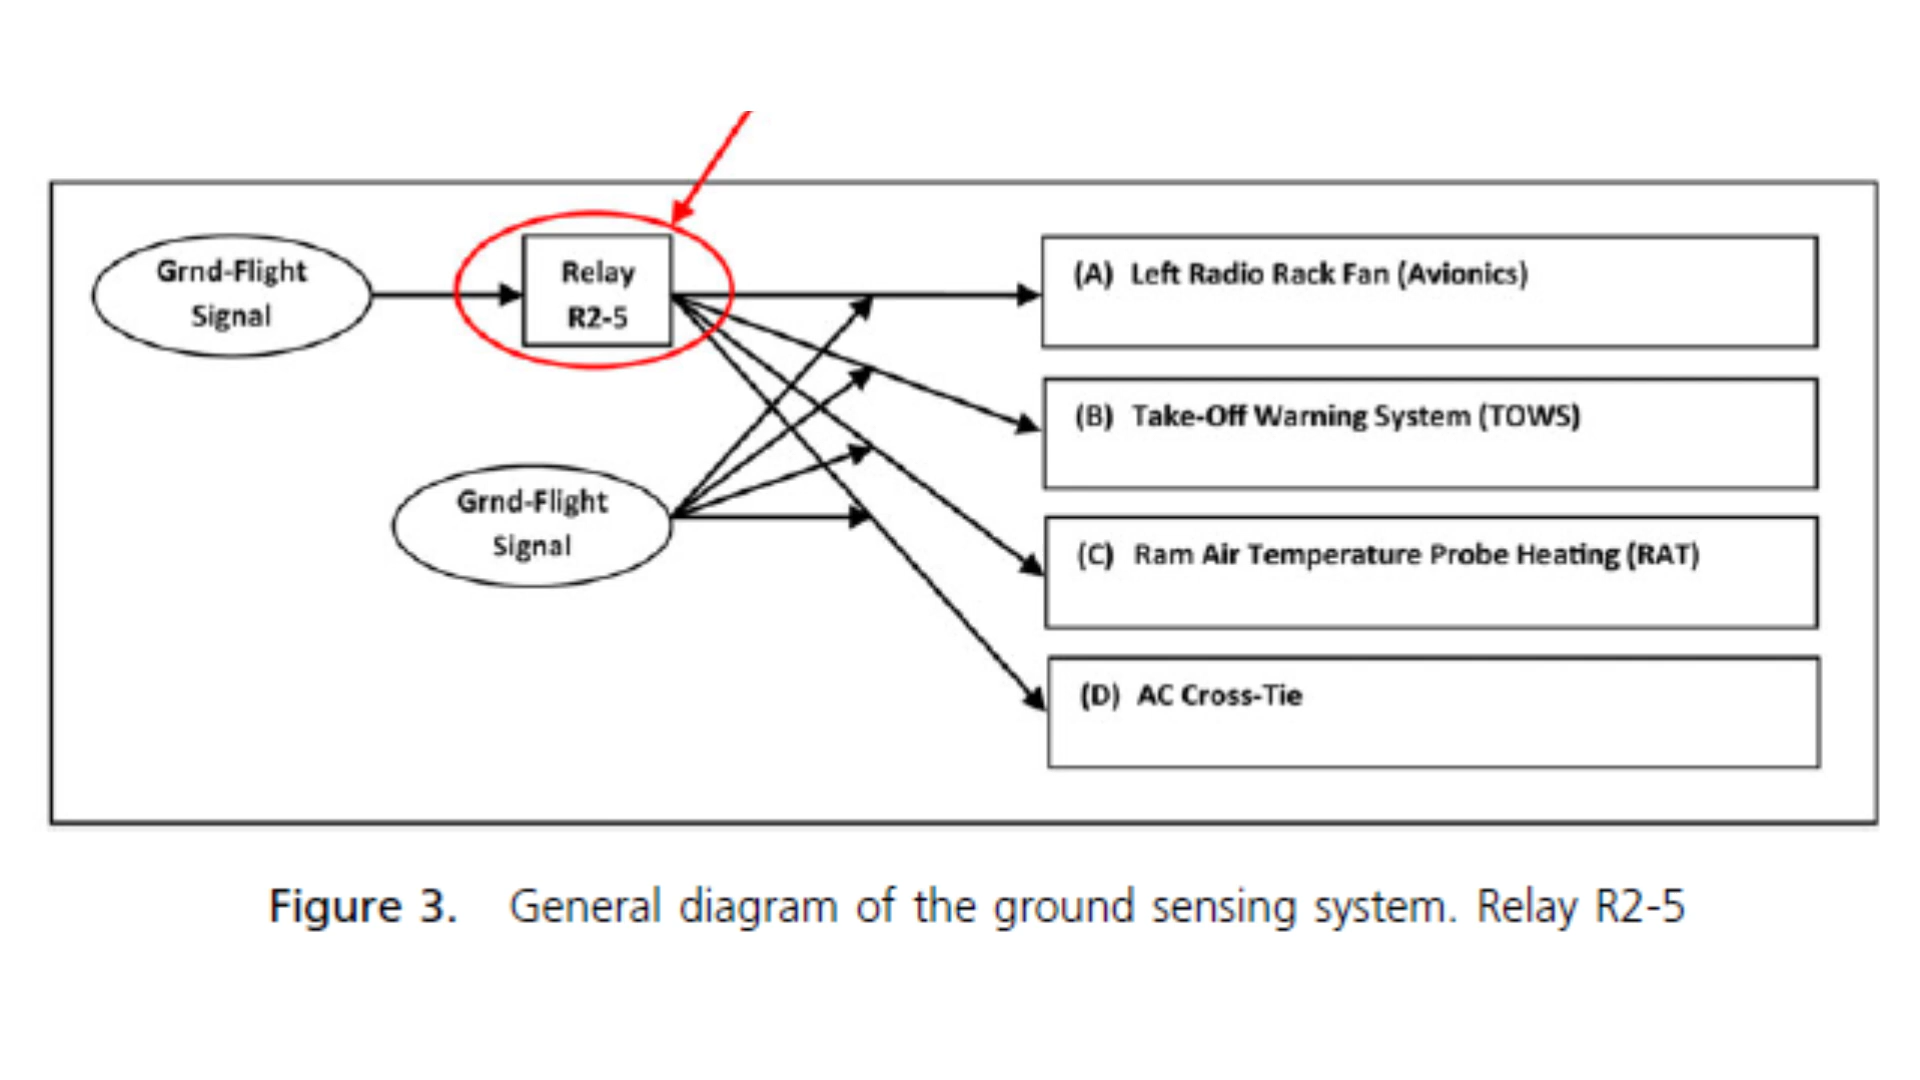 Grnd-Flight
Signal
Relay
R2-5
(A) Left Radio Rack Fan (Avionics)
(B) Take-Off Warning System (TOWS)
Grnd-Flight
Signal
(C) Ram Air Temperature Probe Heating (RAT)
(D) AC Cross-Tie
Figure 3. General diagram of the ground sensing system. Relay R2-5